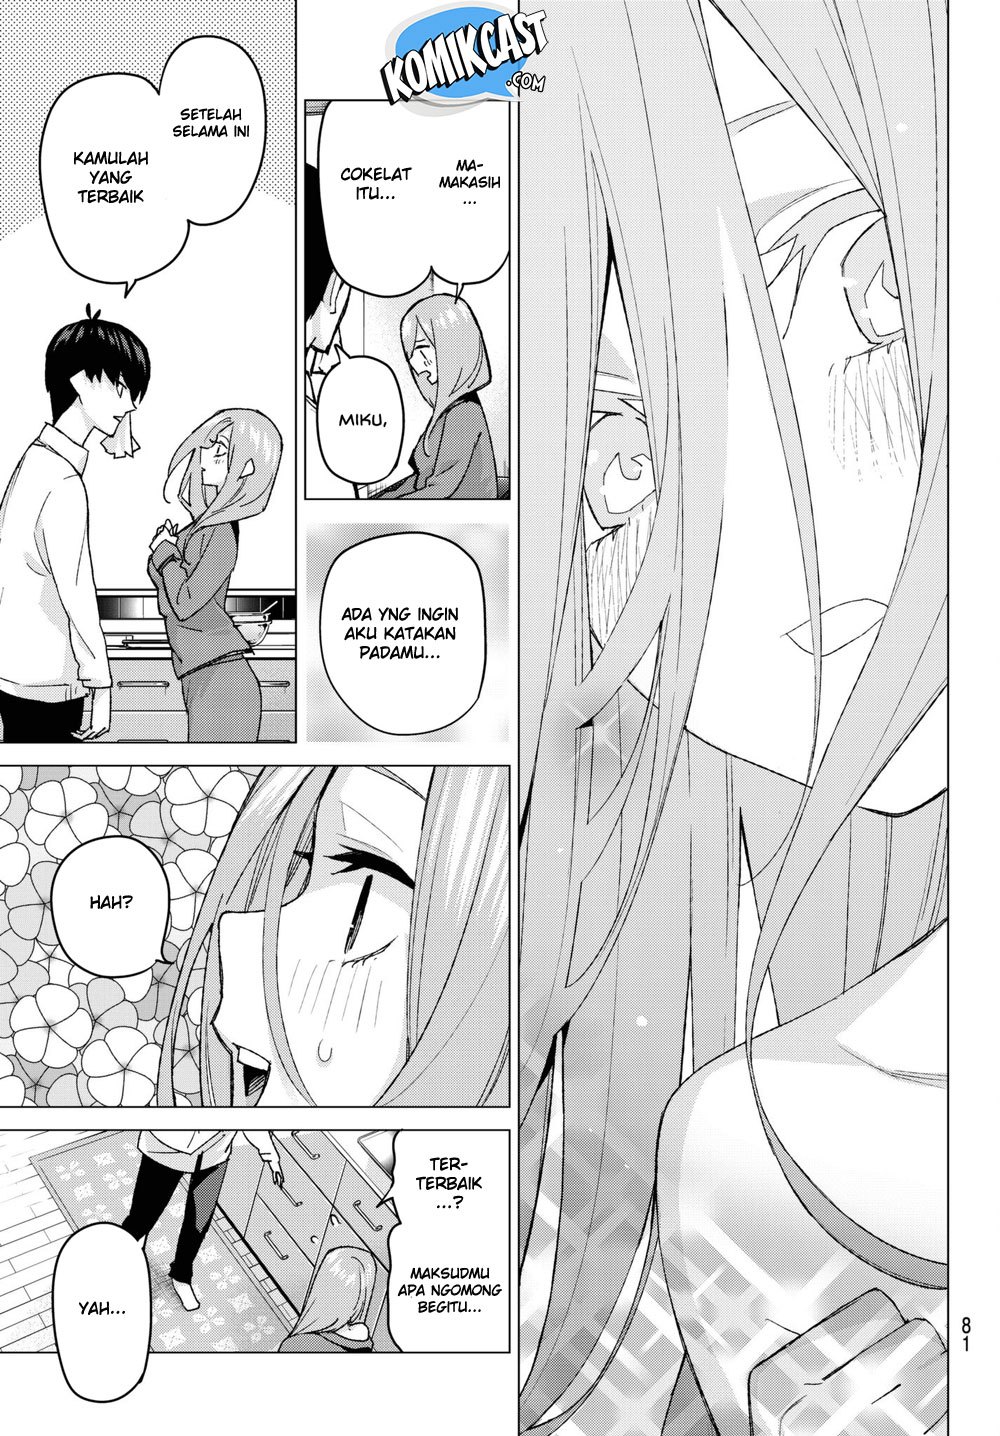 KOMIKCAST
.COM
MA-
MAKASIH
...
COKELAT
ITU...
MIKU,
ADA YNG INGIN
AKU KATAKAN
PADAMU...
SETELAH
SELAMA INI
KAMULAH
YANG
TERBAIK
HAH?
TER-
TERBAIK
...?
MAKSUDMU
APA NGOMONG
BEGITU...
YAH...
81